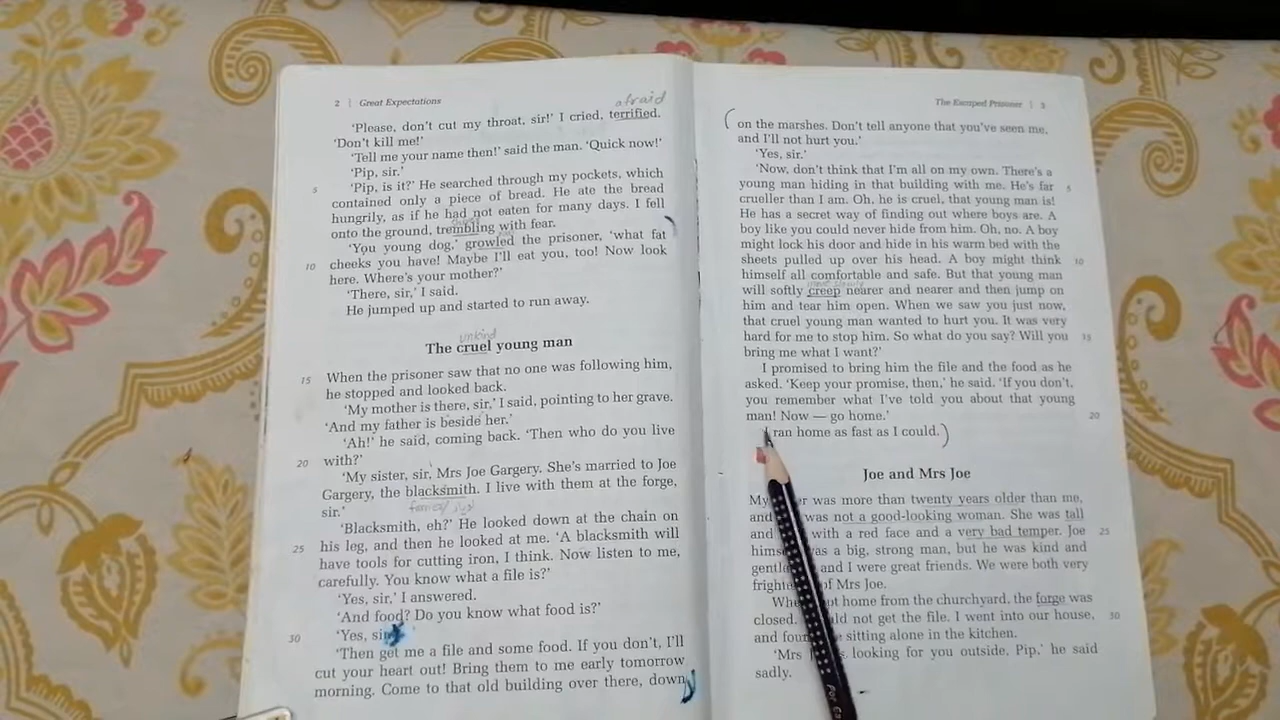 2 | Great Expectations
afraid
'Please, don't cut my throat, sir!' I cried, terrified.
'Don't kill me!'
'Tell me your name then!' said the man. 'Quick now!'
'Pip, sir.'
5 'Pip, is it?' He searched through my pockets, which
contained only a piece of bread. He ate the bread
hungrily, as if he had not eaten for many days. I fell
onto the ground, trembling with fear.
'You young dog,' growled the prisoner, 'what fat
10 cheeks you have! Maybe I'll eat you, too! Now look
here. Where's your mother?'
'There, sir,' I said.
He jumped up and started to run away.
unkind
The cruel young man
15 When the prisoner saw that no one was following him,
he stopped and looked back.
'My mother is there, sir,' I said, pointing to her grave.
'And my father is beside her.'
'Ah!' he said, coming back. 'Then who do you live
20 with?'
'My sister, sir, Mrs Joe Gargery. She's married to Joe
Gargery, the blacksmith. I live with them at the forge,
sir.'
'Blacksmith, eh?' He looked down at the chain on
25 his leg, and then he looked at me. 'A blacksmith will
have tools for cutting iron, I think. Now listen to me,
carefully. You know what a file is?'
'Yes, sir,' I answered.
'And food? Do you know what food is?'
30 'Yes, sir
'Then get me a file and some food. If you don't, I'll
cut your heart out! Bring them to me early tomorrow
morning. Come to that old building over there, down
The Escaped Prisoner | 3
on the marshes. Don't tell anyone that you've seen me,
and I'll not hurt you.'
'Yes, sir.'
'Now, don't think that I'm all on my own. There's a
young man hiding in that building with me. He's far 5
crueller than I am. Oh, he is cruel, that young man is!
He has a secret way of finding out where boys are. A
boy like you could never hide from him. Oh, no. A boy
might lock his door and hide in his warm bed with the
sheets pulled up over his head. A boy might think 10
himself all comfortable and safe. But that young man
will softly creep nearer and nearer and then jump on
him and tear him open. When we saw you just now,
that cruel young man wanted to hurt you. It was very
hard for me to stop him. So what do you say? Will you 15
bring me what I want?'
I promised to bring him the file and the food as he
asked. 'Keep your promise, then,' he said. 'If you don't,
you remember what I've told you about that young
man! Now — go home.' 20
I ran home as fast as I could.
Joe and Mrs Joe
My was more than twenty years older than me,
and was not a good-looking woman. She was tall
and with a red face and a very bad temper. Joe 25
was a big, strong man, but he was kind and
and I were great friends. We were both very
of Mrs Joe.
home from the churchyard, the forge was
closed. not get the file. I went into our house, 30
and sitting alone in the kitchen.
'Mrs looking for you outside, Pip,' he said
sadly.